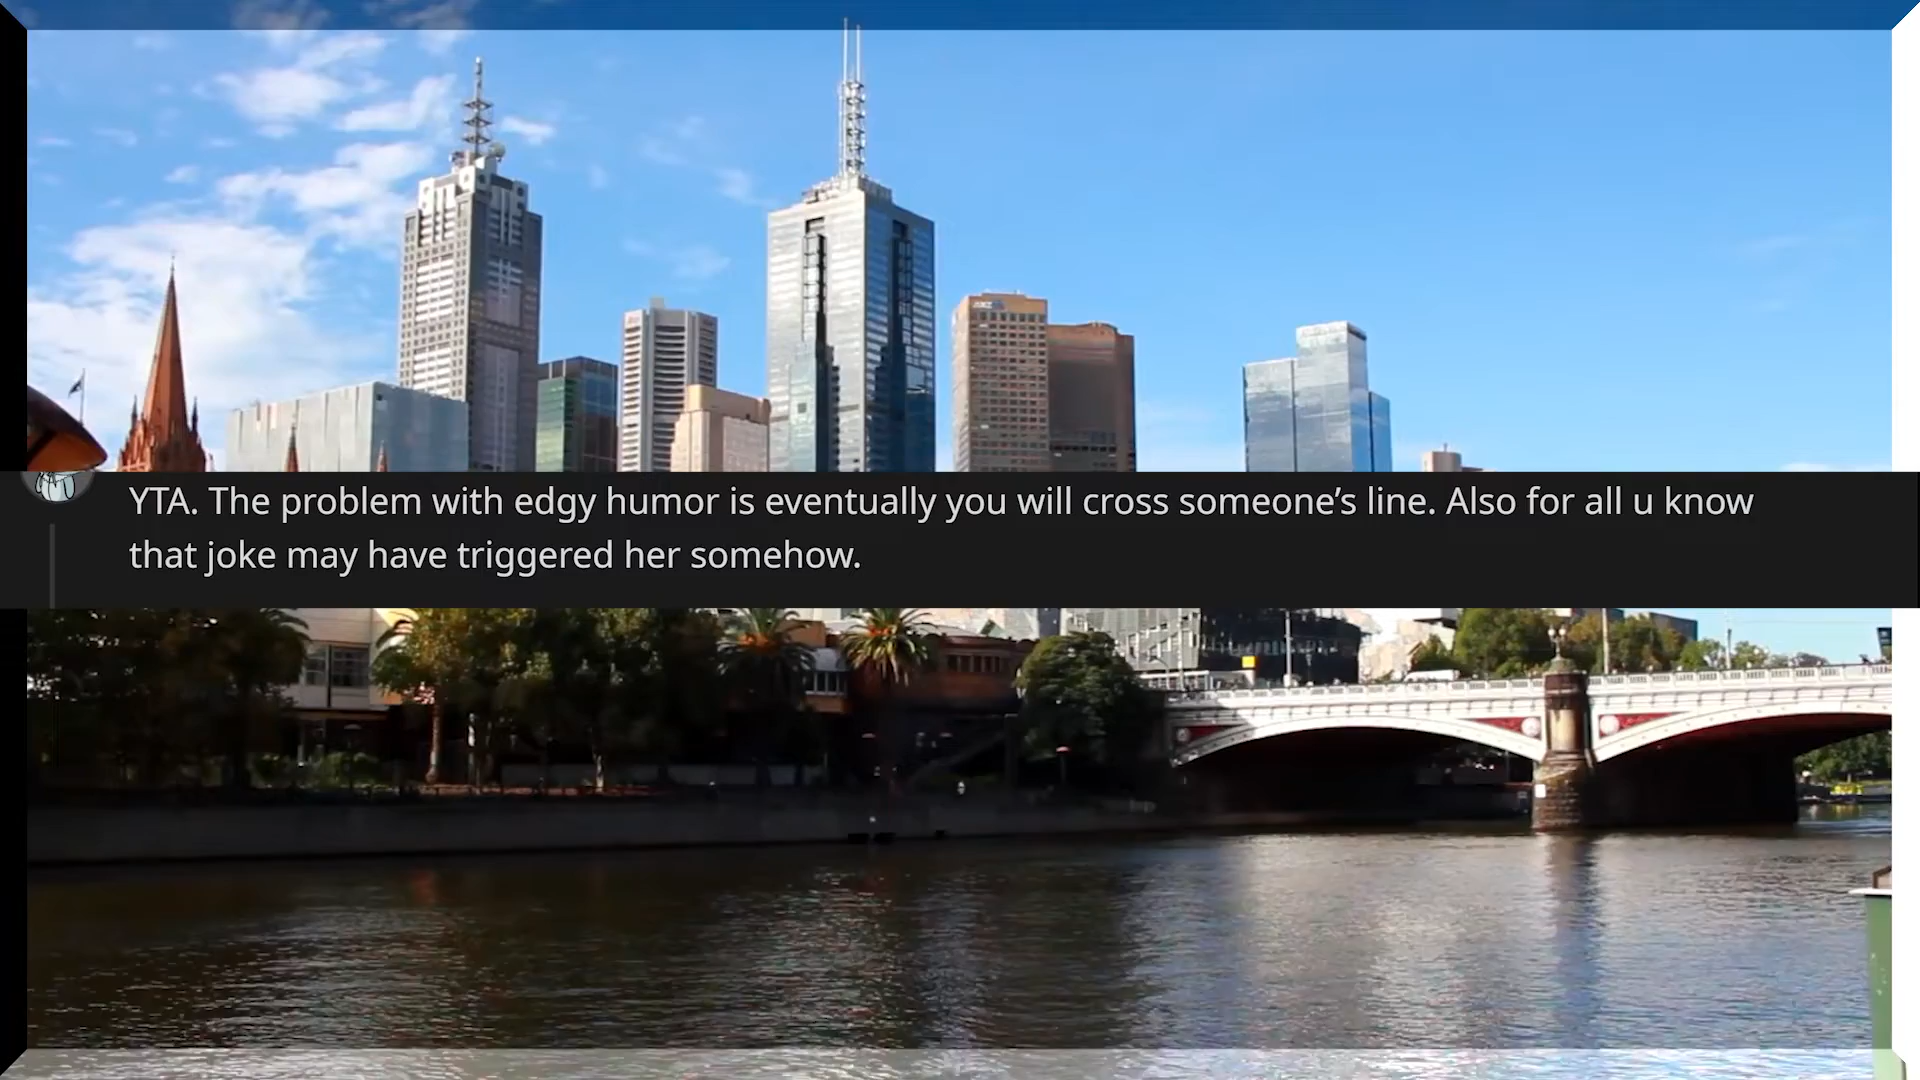 YTA. The problem with edgy humor is eventually you will cross someone’s line. Also for all u know
that joke may have triggered her somehow.